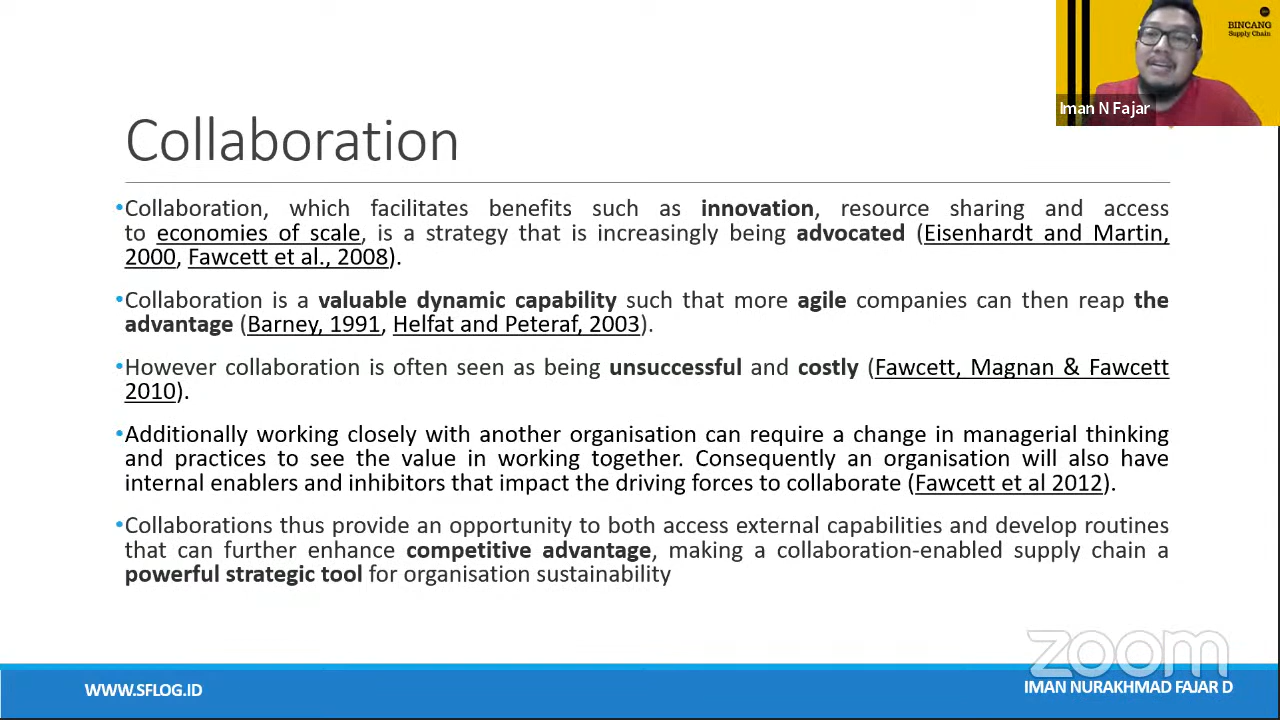 BINCANG
Supply Chain
Iman N Fajar
Collaboration
•Collaboration, which facilitates benefits such as innovation, resource sharing and access
to economies of scale, is a strategy that is increasingly being advocated (Eisenhardt and Martin,
2000, Fawcett et al., 2008).
•Collaboration is a valuable dynamic capability such that more agile companies can then reap the
advantage (Barney, 1991, Helfat and Peteraf, 2003).
•However collaboration is often seen as being unsuccessful and costly (Fawcett, Magnan & Fawcett
2010).
•Additionally working closely with another organisation can require a change in managerial thinking
and practices to see the value in working together. Consequently an organisation will also have
internal enablers and inhibitors that impact the driving forces to collaborate (Fawcett et al 2012).
•Collaborations thus provide an opportunity to both access external capabilities and develop routines
that can further enhance competitive advantage, making a collaboration-enabled supply chain a
powerful strategic tool for organisation sustainability
zoom
WWW.SFLOG.ID
IMAN NURAKHMAD FAJAR D